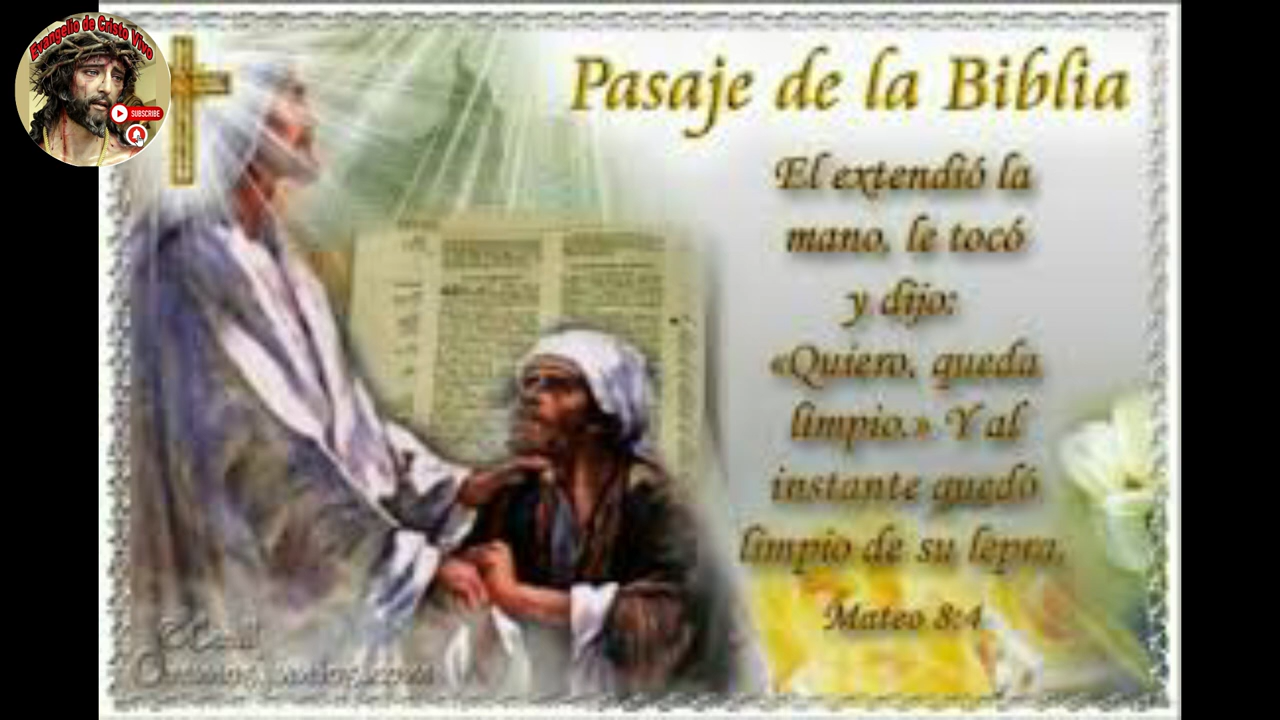 Evangelio de Cristo Vivo
SUBSCRIBE
Pasaje de la Biblia
El extendió la
mano, le tocó
y dijo:
«Quiero, queda
limpio.» Y al
instante quedó
limpio de su lepra.
Mateo 8:4